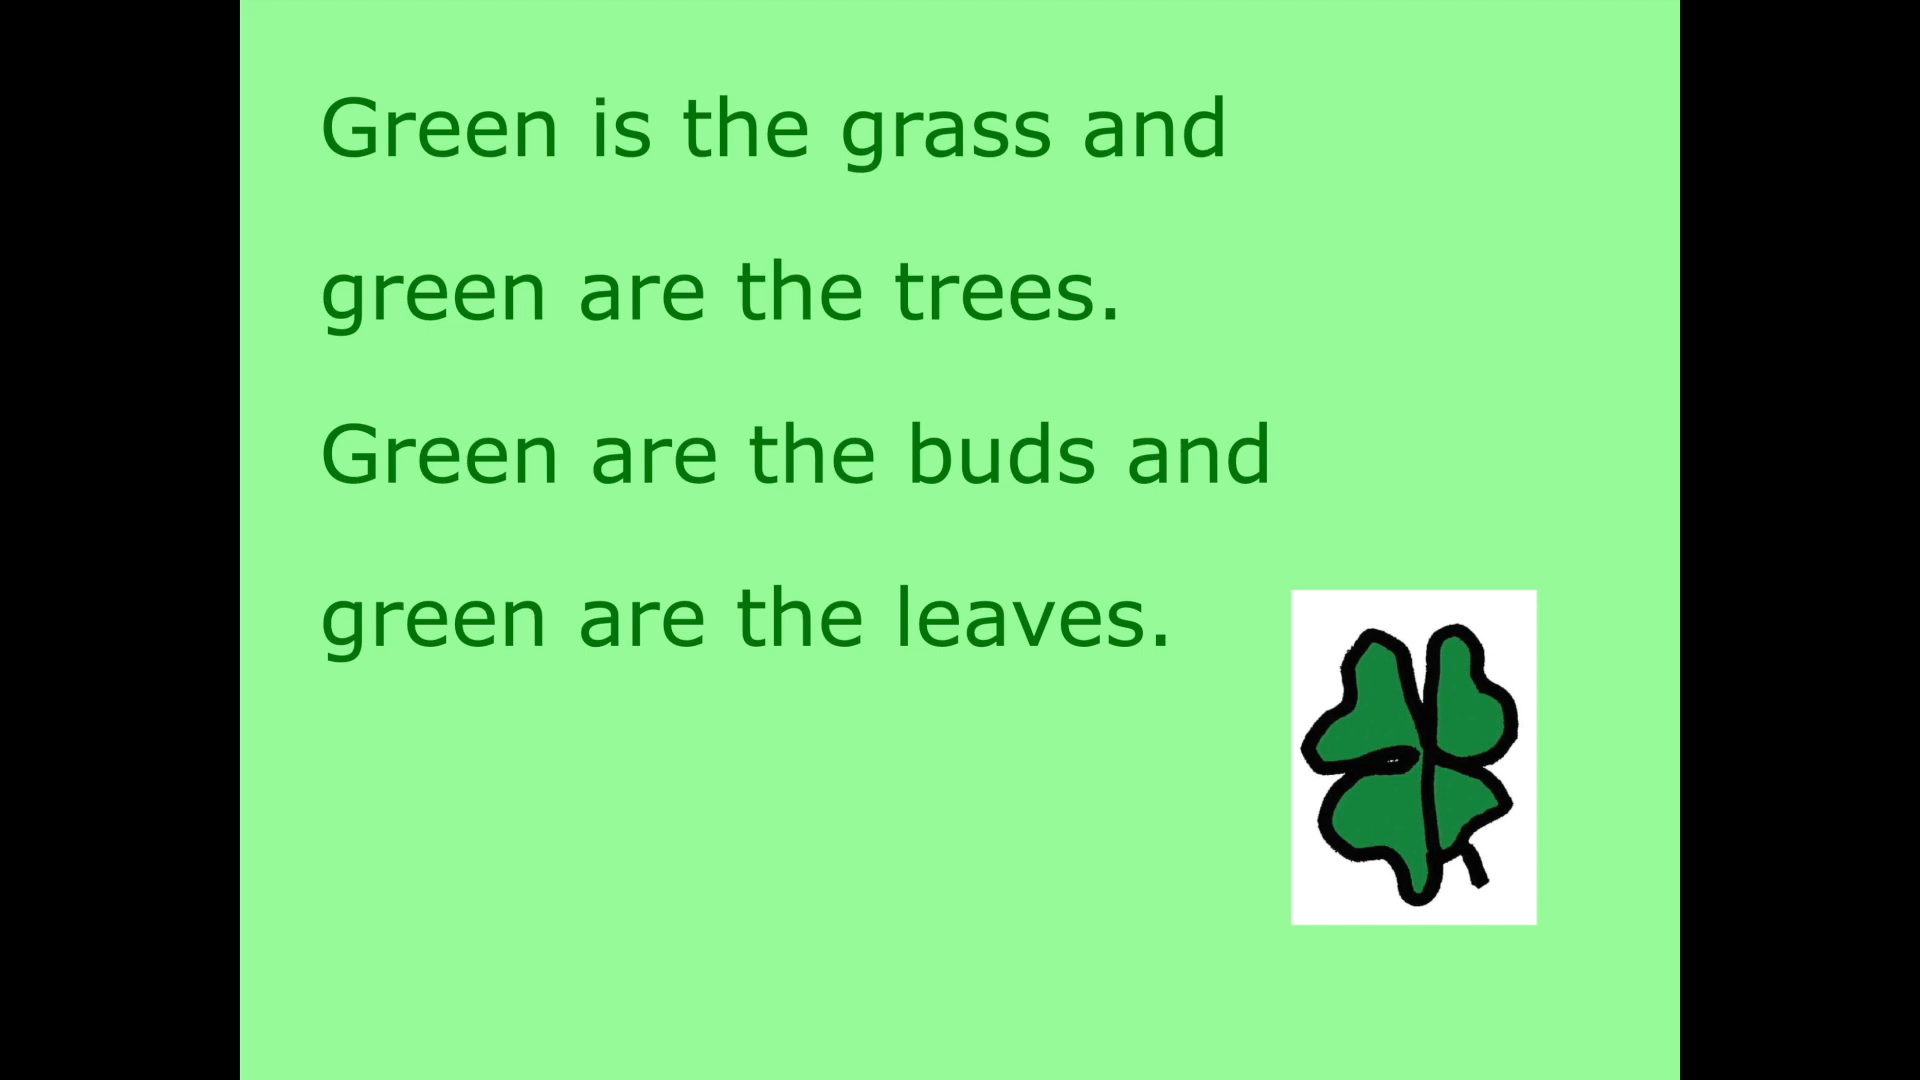 Green is the grass and
green are the trees.
Green are the buds and
green are the leaves.